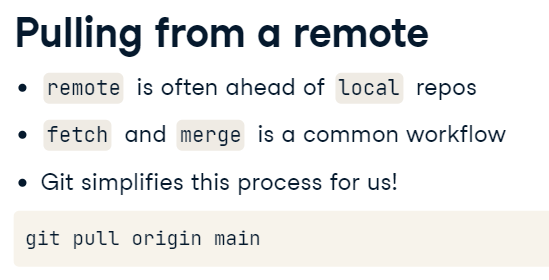 Pulling from a remote
• remote is often ahead of local repos
• fetch and merge is a common workflow
• Git simplifies this process for us!
git pull origin main